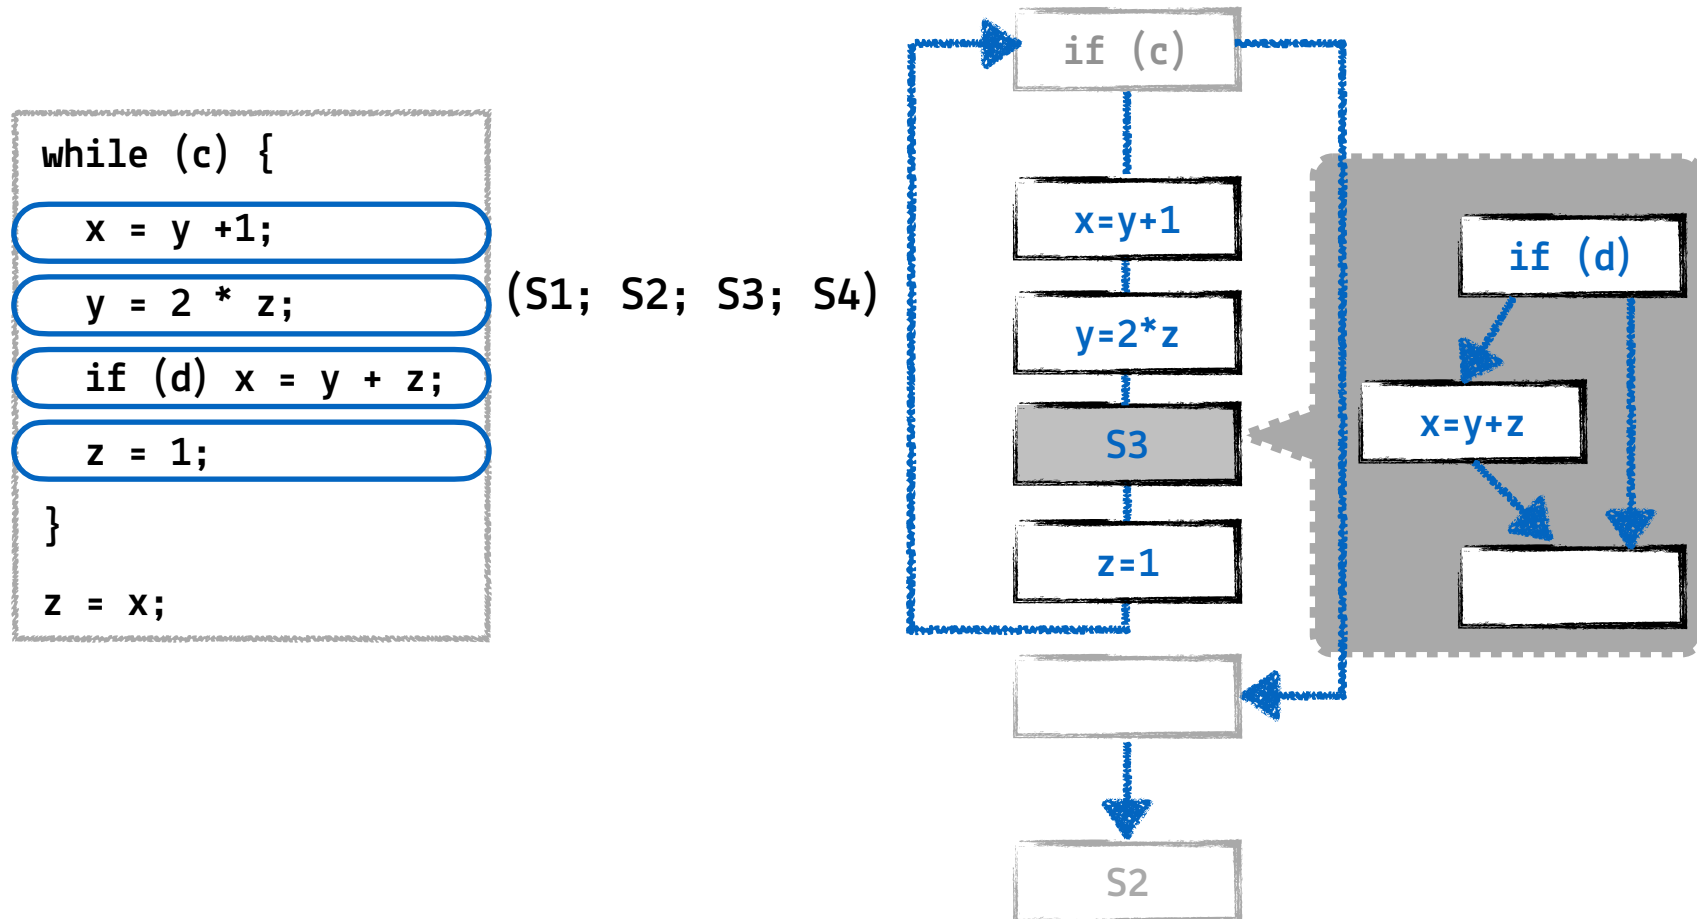 while (c) {
x = y +1;
y = 2 * z;
if (d) x = y + z;
z = 1;
}
z = x;
(S1; S2; S3; S4)
if (c)
x=y+1
y=2*z
S3
z=1
S2
if (d)
x=y+z